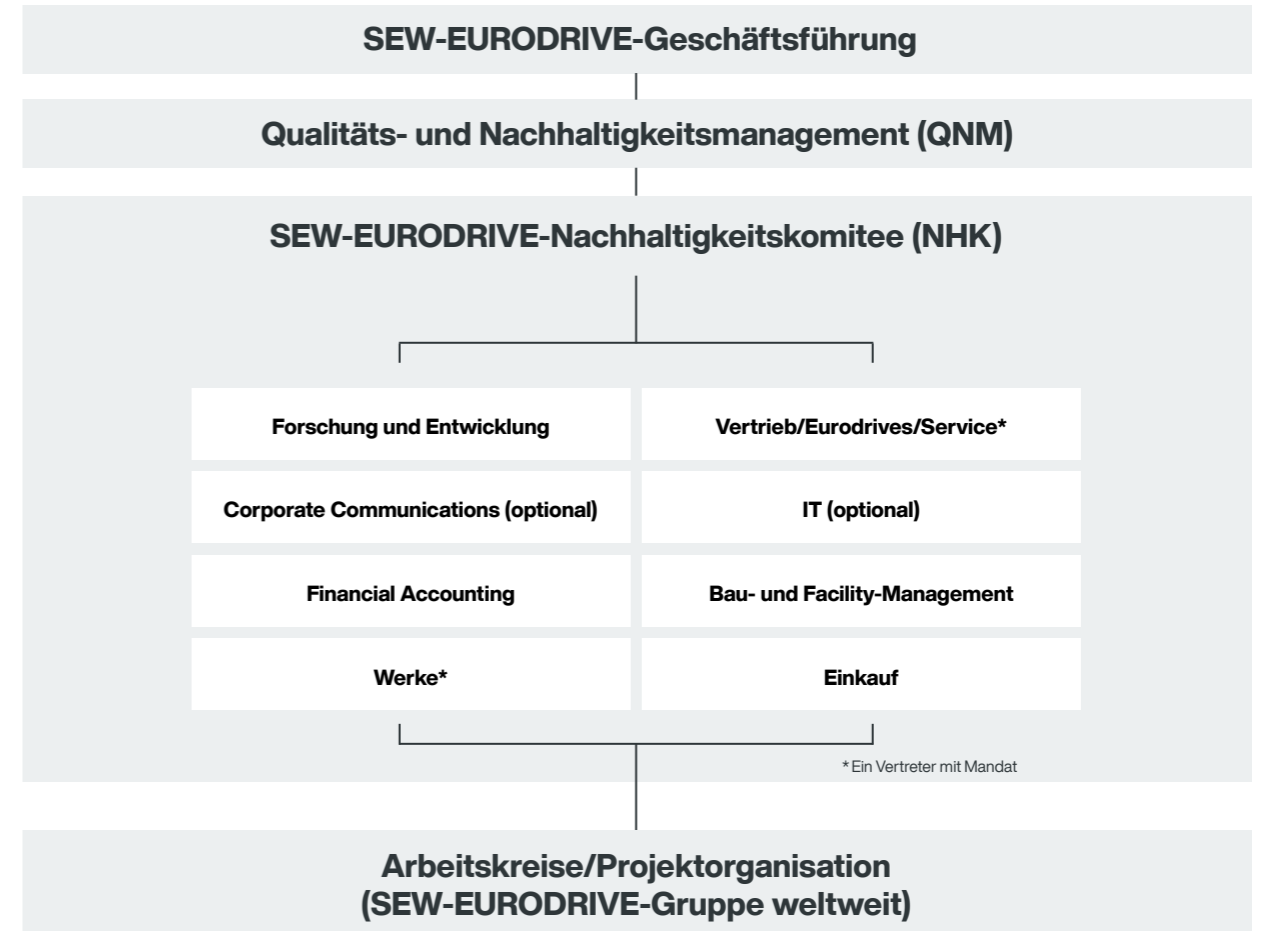 SEW-EURODRIVE-Geschäftsführung
Qualitäts- und Nachhaltigkeitsmanagement (QNM)
SEW-EURODRIVE-Nachhaltigkeitskomitee (NHK)
Forschung und Entwicklung
Vertrieb/Eurodrives/Service*
Corporate Communications (optional)
IT (optional)
Financial Accounting
Bau- und Facility-Management
Werke*
Einkauf
* Ein Vertreter mit Mandat
Arbeitskreise/Projektorganisation
(SEW-EURODRIVE-Gruppe weltweit)